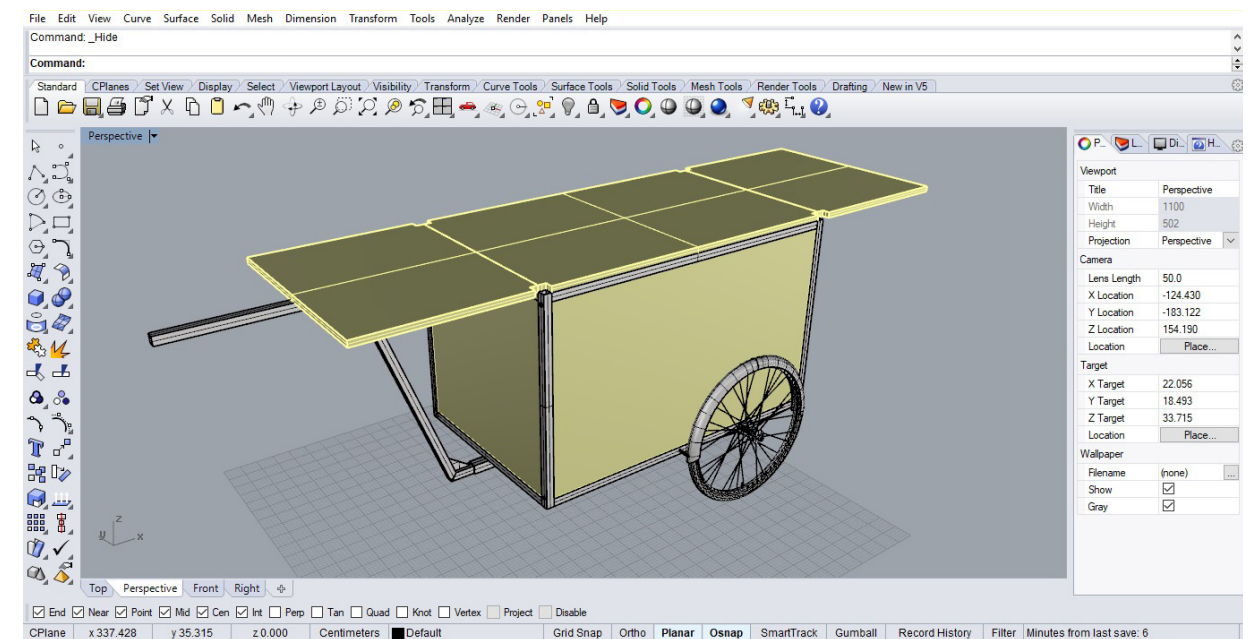 File Edit View Curve Surface Solid Mesh Dimension Transform Tools Analyze Render Panels Help
Command: _Hide
Command:
Standard CPlanes Set View Display Select Viewport Layout Visibility Transform Curve Tools Surface Tools Solid Tools Mesh Tools Render Tools Drafting New in V5
Perspective
P... L... Di... H...
Viewport
Title Perspective
Width 1100
Height 502
Projection Perspective
Camera
Lens Length 50.0
X Location -124.430
Y Location -183.122
Z Location 154.190
Location Place...
Target
X Target 22.056
Y Target 18.493
Z Target 33.715
Location Place...
Wallpaper
Filename (none) ...
Show
Gray
z
y x
Top Perspective Front Right
End Near Point Mid Cen Int Perp Tan Quad Knot Vertex Project Disable
CPlane x 337.428 y 35.315 z 0.000 Centimeters Default Grid Snap Ortho Planar Osnap SmartTrack Gumball Record History Filter Minutes from last save: 6